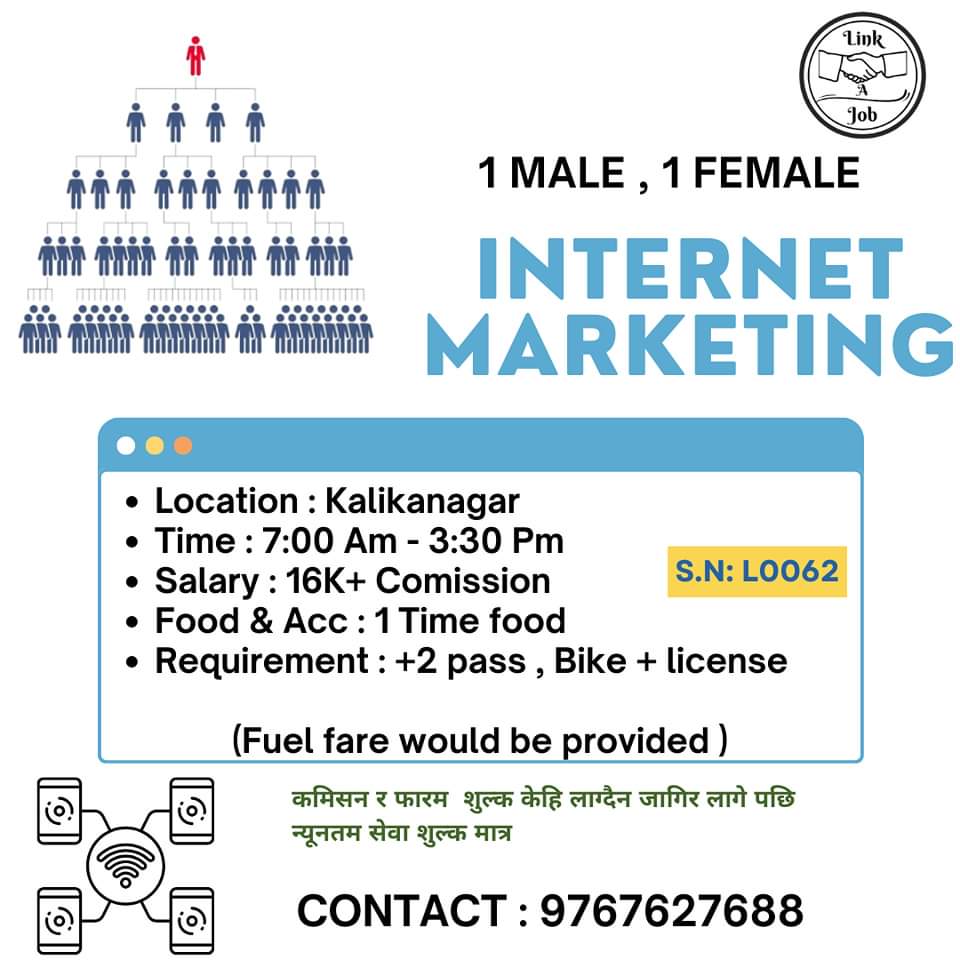 Link
A
Job
1 MALE , 1 FEMALE
INTERNET
MARKETING
• Location : Kalikanagar
• Time : 7:00 Am - 3:30 Pm
• Salary : 16K+ Comission
S.N: L0062
• Food & Acc : 1 Time food
• Requirement : +2 pass , Bike + license
(Fuel fare would be provided )
कमिसन र फारम शुल्क केहि लाग्दैन जागिर लागे पछि
न्यूनतम सेवा शुल्क मात्र
CONTACT : 9767627688